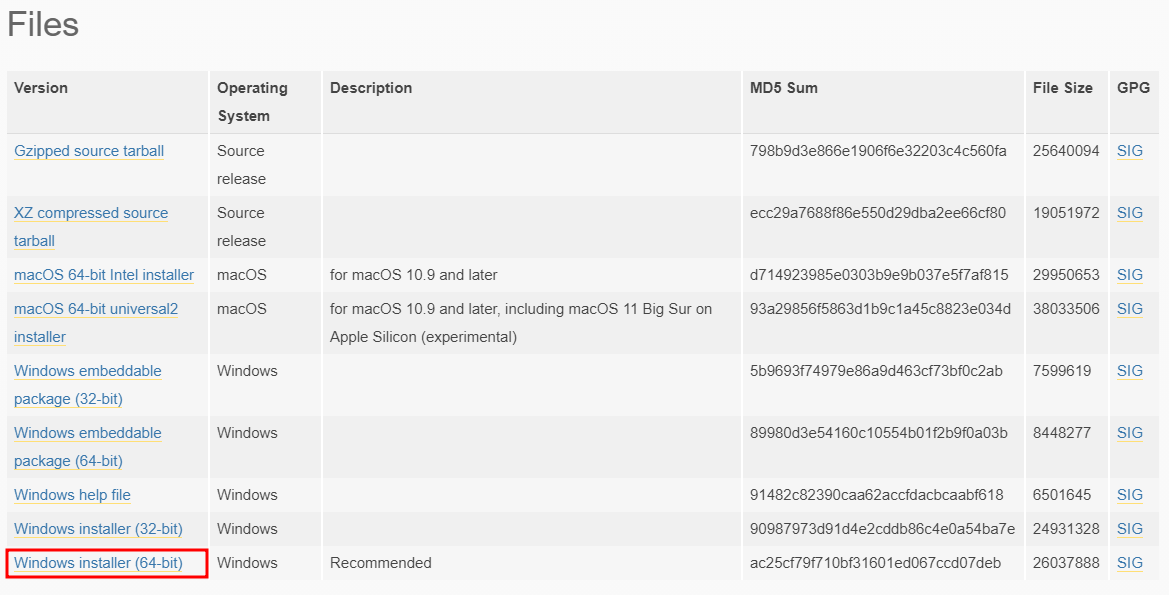 Files
Version Operating System Description MD5 Sum File Size GPG
Gzipped source tarball Source release 798b9d3e866e1906f6e32203c4c560fa 25640094 SIG
XZ compressed source tarball Source release ecc29a7688f86e550d29dba2ee66cf80 19051972 SIG
macOS 64-bit Intel installer macOS for macOS 10.9 and later d714923985e0303b9e9b037e5f7af815 29950653 SIG
macOS 64-bit universal2 installer macOS for macOS 10.9 and later, including macOS 11 Big Sur on Apple Silicon (experimental) 93a29856f5863d1b9c1a45c8823e034d 38033506 SIG
Windows embeddable package (32-bit) Windows 5b9693f74979e86a9d463cf73bf0c2ab 7599619 SIG
Windows embeddable package (64-bit) Windows 89980d3e54160c10554b01f2b9f0a03b 8448277 SIG
Windows help file Windows 91482c82390caa62accfdacbcaabf618 6501645 SIG
Windows installer (32-bit) Windows 90987973d91d4e2cddb86c4e0a54ba7e 24931328 SIG
Windows installer (64-bit) Windows Recommended ac25cf79f710bf31601ed067ccd07deb 26037888 SIG